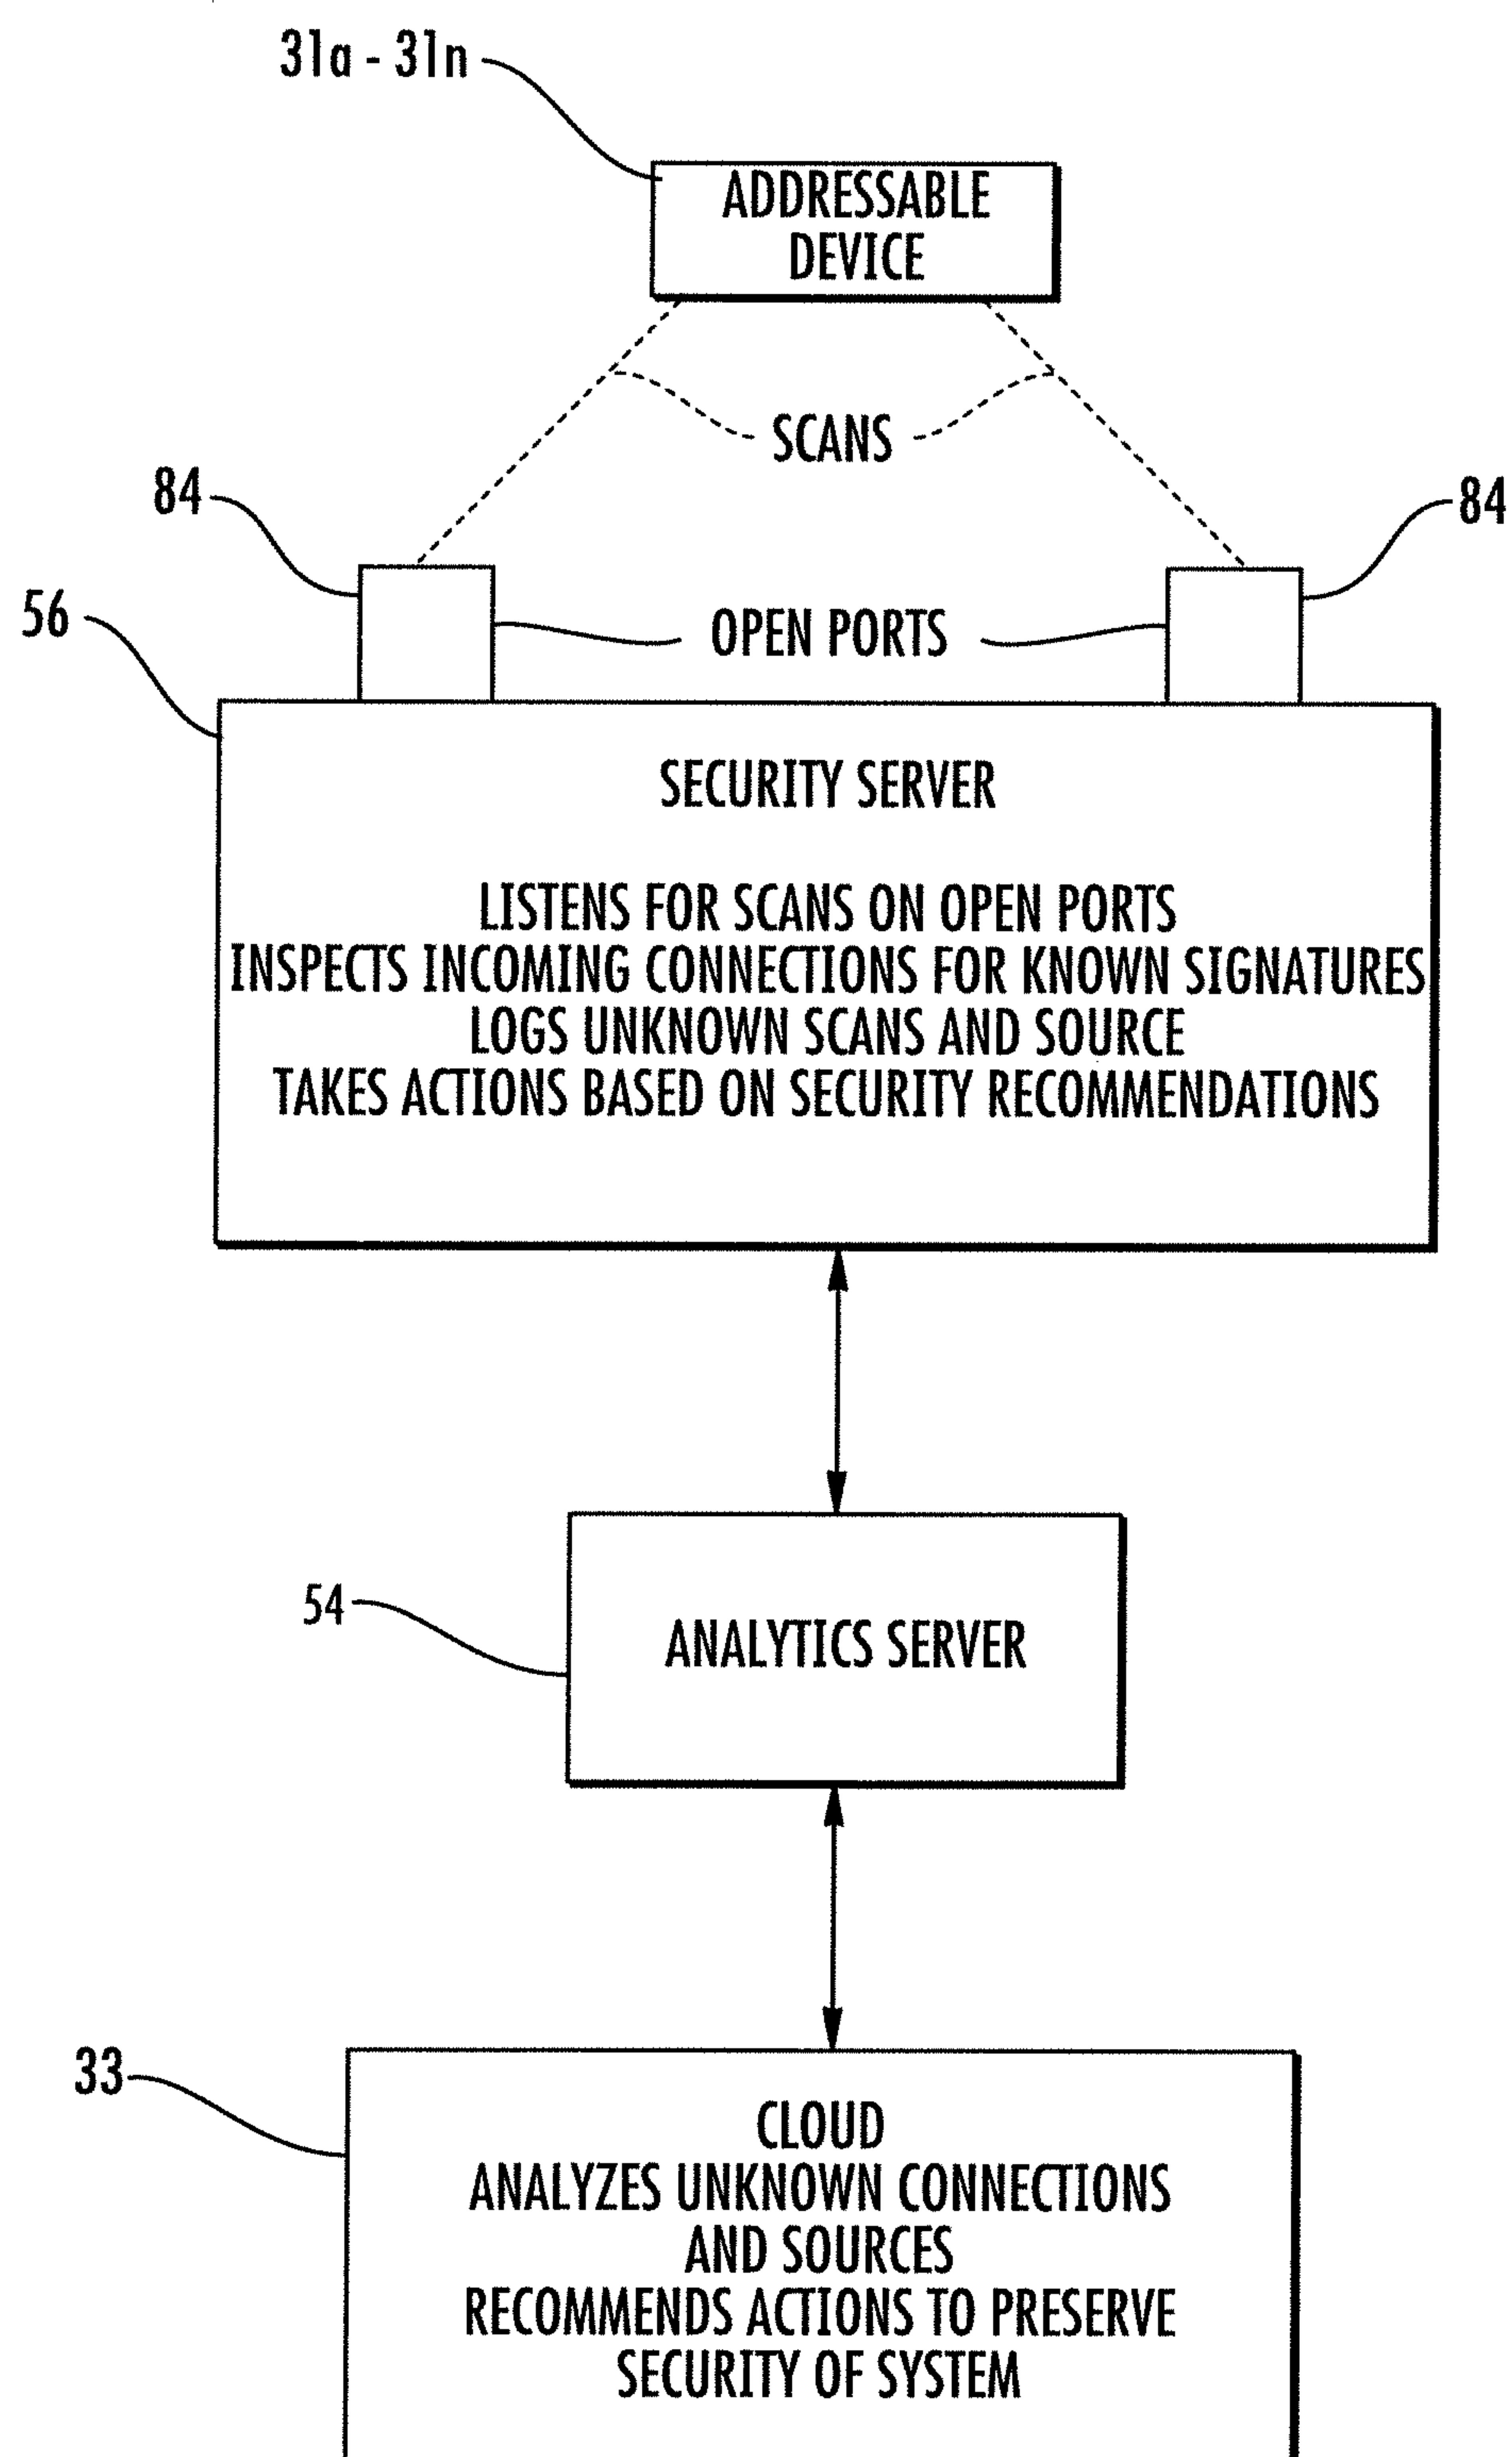 31a - 31n
ADDRESSABLE
DEVICE
SCANS
84
84
56
OPEN PORTS
SECURITY SERVER
LISTENS FOR SCANS ON OPEN PORTS
INSPECTS INCOMING CONNECTIONS FOR KNOWN SIGNATURES
LOGS UNKNOWN SCANS AND SOURCE
TAKES ACTIONS BASED ON SECURITY RECOMMENDATIONS
54
ANALYTICS SERVER
33
CLOUD
ANALYZES UNKNOWN CONNECTIONS
AND SOURCES
RECOMMENDS ACTIONS TO PRESERVE
SECURITY OF SYSTEM